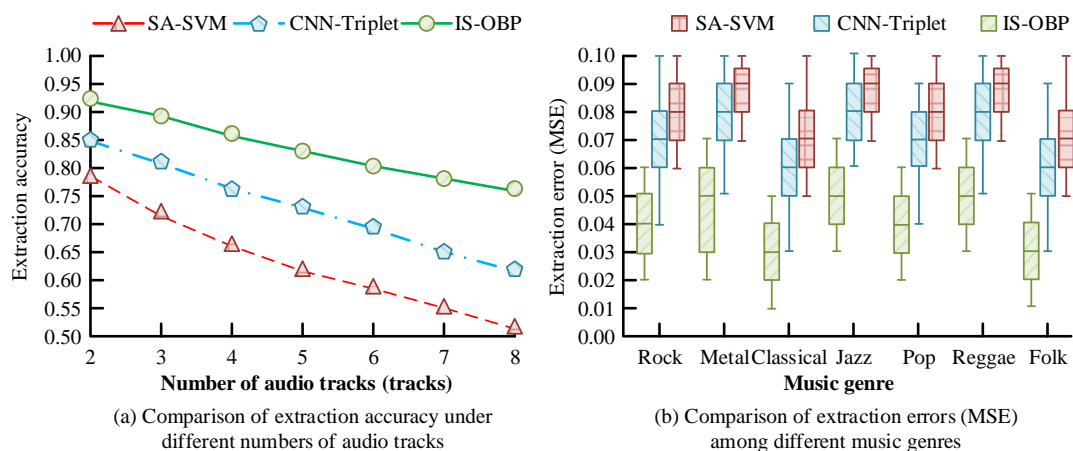 SA-SVM CNN-Triplet IS-OBP
1.00
0.95
0.90
0.85
0.80
0.75
0.70
0.65
0.60
0.55
0.50
Extraction accuracy
2 3 4 5 6 7 8
Number of audio tracks (tracks)
(a) Comparison of extraction accuracy under
different numbers of audio tracks
SA-SVM CNN-Triplet IS-OBP
0.10
0.09
0.08
0.07
0.06
0.05
0.04
0.03
0.02
0.01
0.00
Extraction error (MSE)
Rock Metal Classical Jazz Pop Reggae Folk
Music genre
(b) Comparison of extraction errors (MSE)
among different music genres